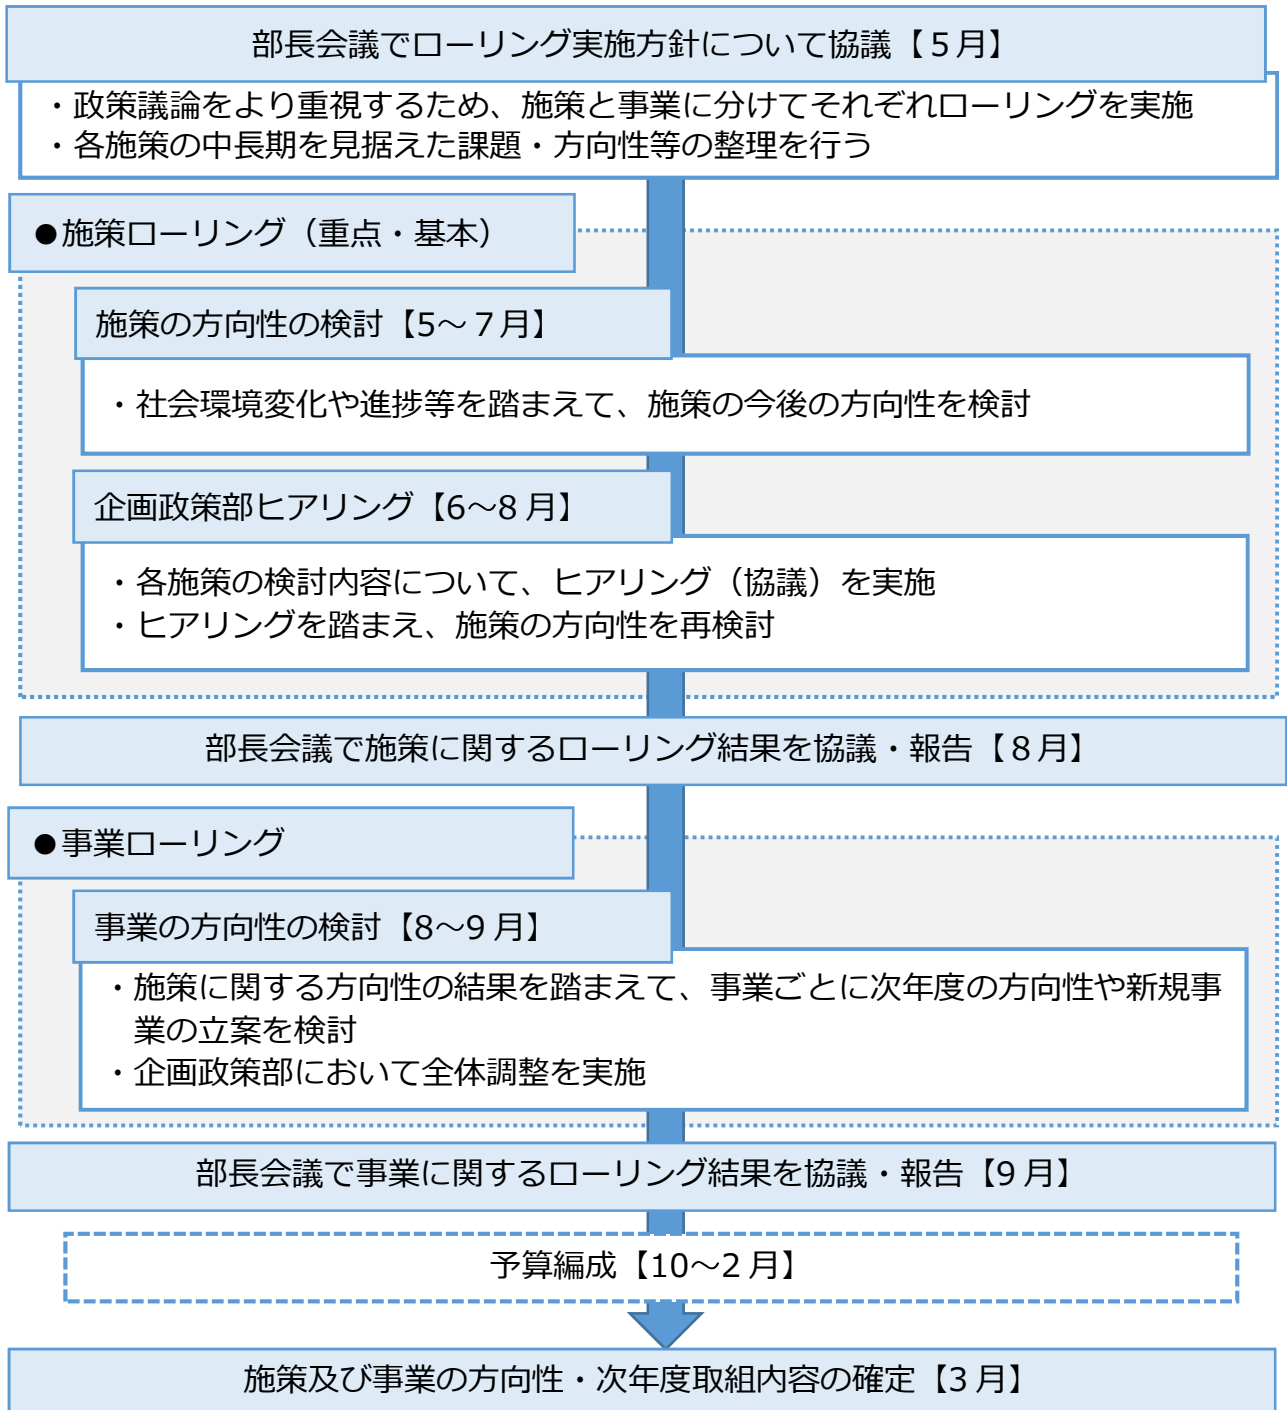 部長会議でローリング実施方針について協議【５月】
・政策議論をより重視するため、施策と事業に分けてそれぞれローリングを実施
・各施策の中長期を見据えた課題・方向性等の整理を行う
●施策ローリング（重点・基本）
施策の方向性の検討【5～７月】
・社会環境変化や進捗等を踏まえて、施策の今後の方向性を検討
企画政策部ヒアリング【6～8 月】
・各施策の検討内容について、ヒアリング（協議）を実施
・ヒアリングを踏まえ、施策の方向性を再検討
部長会議で施策に関するローリング結果を協議・報告【８月】
●事業ローリング
事業の方向性の検討【8～9 月】
・施策に関する方向性の結果を踏まえて、事業ごとに次年度の方向性や新規事
業の立案を検討
・企画政策部において全体調整を実施
部長会議で事業に関するローリング結果を協議・報告【9 月】
予算編成【10～2 月】
施策及び事業の方向性・次年度取組内容の確定【3 月】